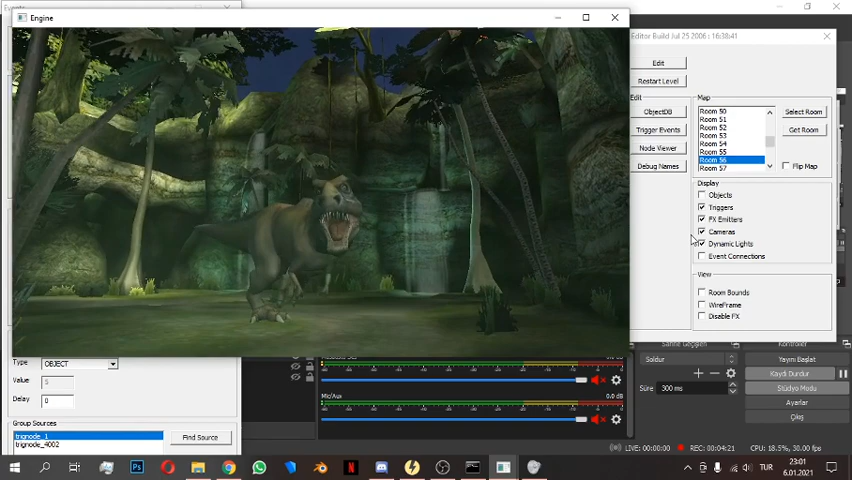 Engine
Editor Build Jul 25 2006 : 16:38:41
Edit
Restart Level
Edit
ObjectDB
Trigger Events
Node Viewer
Debug Names
Map
Room 50
Room 51
Room 52
Room 53
Room 54
Room 55
Room 56
Room 57
Select Room
Get Room
Flip Map
Display
Objects
Triggers
FX Emitters
Cameras
Dynamic Lights
Event Connections
View
Room Bounds
WireFrame
Disable FX
Type
OBJECT
Value
5
Delay
0
Group Sources
trignode_1
trignode_4002
Find Source
Mic/Aux
0.0 dB
Sahne Geçişleri
Soldur
Süre
300 ms
Kontroller
Yayını Başlat
Kaydı Durdur
Stüdyo Modu
Ayarlar
Çıkış
LIVE: 00:00:00
REC: 00:04:21
CPU: 18.5%, 30.00 fps
TUR
23:01
6.01.2021